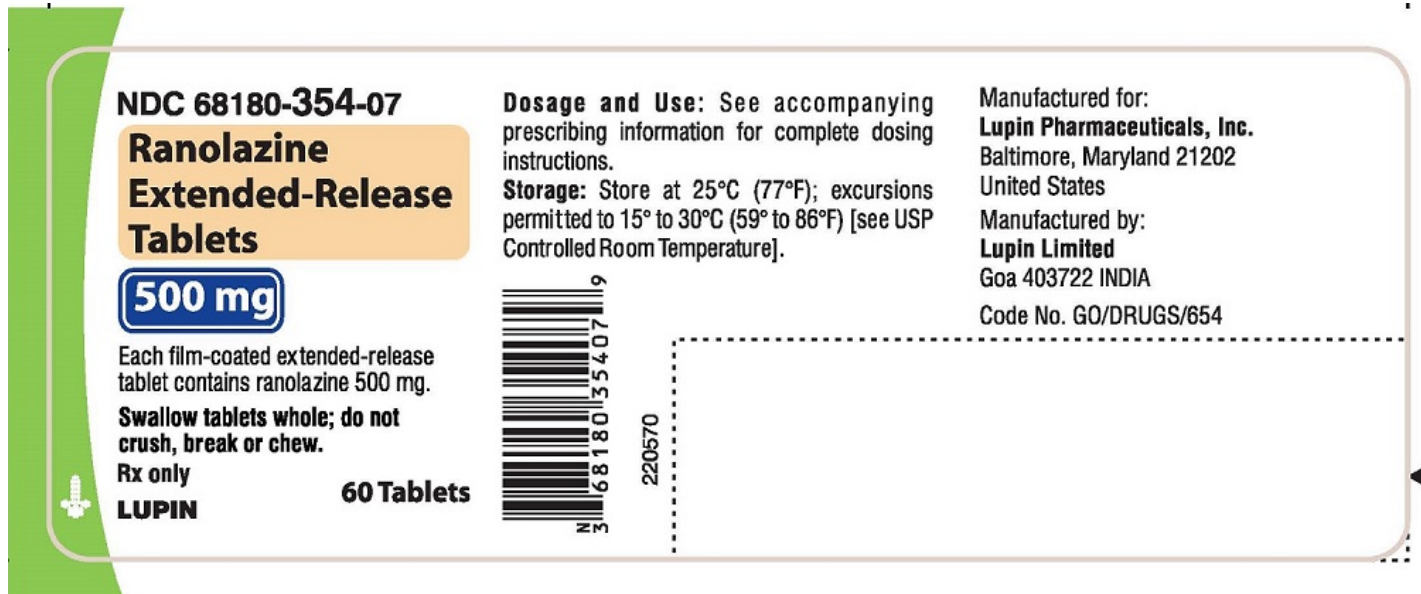 NDC 68180-354-07
Ranolazine
Extended-Release
Tablets
500 mg
Each film-coated extended-release
tablet contains ranolazine 500 mg.
Swallow tablets whole; do not
crush, break or chew.
Rx only
60 Tablets
LUPIN
Dosage and Use: See accompanying
prescribing information for complete dosing
instructions.
Storage: Store at 25°C (77°F); excursions
permitted to 15° to 30°C (59° to 86°F) [see USP
Controlled Room Temperature].
N
3 68180 35407 9
220570
Manufactured for:
Lupin Pharmaceuticals, Inc.
Baltimore, Maryland 21202
United States
Manufactured by:
Lupin Limited
Goa 403722 INDIA
Code No. GO/DRUGS/654